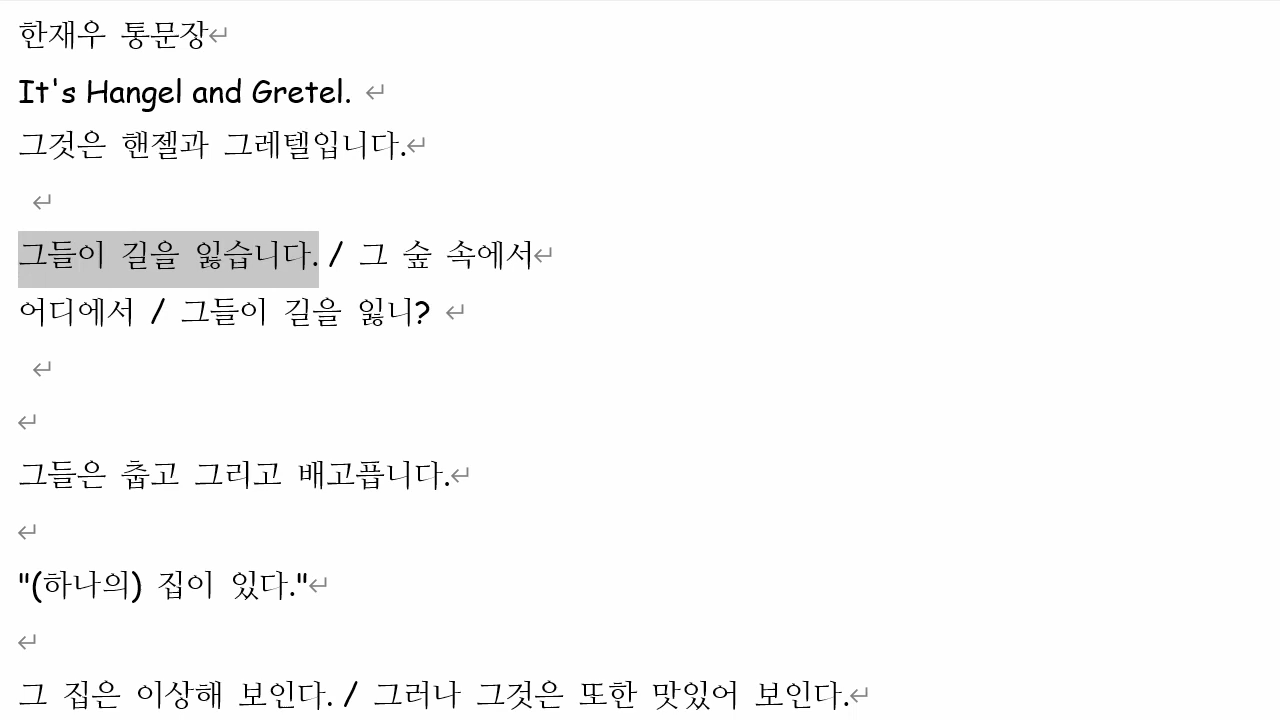 한재우 통문장
It's Hangel and Gretel.
그것은 핸젤과 그레텔입니다.
그들이 길을 잃습니다. / 그 숲 속에서
어디에서 / 그들이 길을 잃니?
그들은 춥고 그리고 배고픕니다.
"(하나의) 집이 있다."
그 집은 이상해 보인다. / 그러나 그것은 또한 맛있어 보인다.